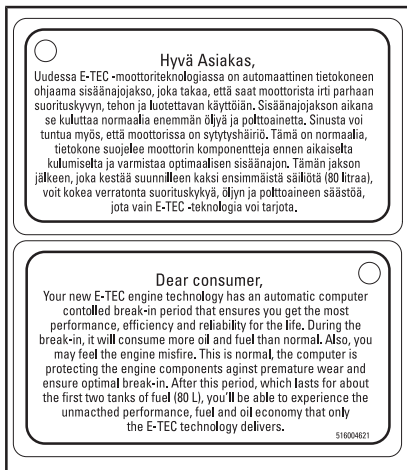 Hyvä Asiakas,
Uudessa E-TEC -moottoriteknologiassa on automaattinen tietokoneen
ohjaama sisäänajojakso, joka takaa, että saat moottorista irti parhaan
suorituskyvyn, tehon ja luotettavan käyttöiän. Sisäänajojakson aikana
se kuluttaa normaalia enemmän öljyä ja polttoainetta. Sinusta voi
tuntua myös, että moottorissa on sytytyshäiriö. Tämä on normaalia,
tietokone suojelee moottorin komponentteja ennen aikaiselta
kulumiselta ja varmistaa optimaalisen sisäänajon. Tämän jakson
jälkeen, joka kestää suunnilleen kaksi ensimmäistä säiliötä (80 litraa),
voit kokea verratonta suorituskykyä, öljyn ja polttoaineen säästöä,
jota vain E-TEC -teknologia voi tarjota.
Dear consumer,
Your new E-TEC engine technology has an automatic computer
contolled break-in period that ensures you get the most
performance, efficiency and reliability for the life. During the
break-in, it will consume more oil and fuel than normal. Also, you
may feel the engine misfire. This is normal, the computer is
protecting the engine components aginst premature wear and
ensure optimal break-in. After this period, which lasts for about
the first two tanks of fuel (80 L), you'll be able to experience the
unmacthed performance, fuel and oil economy that only
the E-TEC technology delivers.
516004621